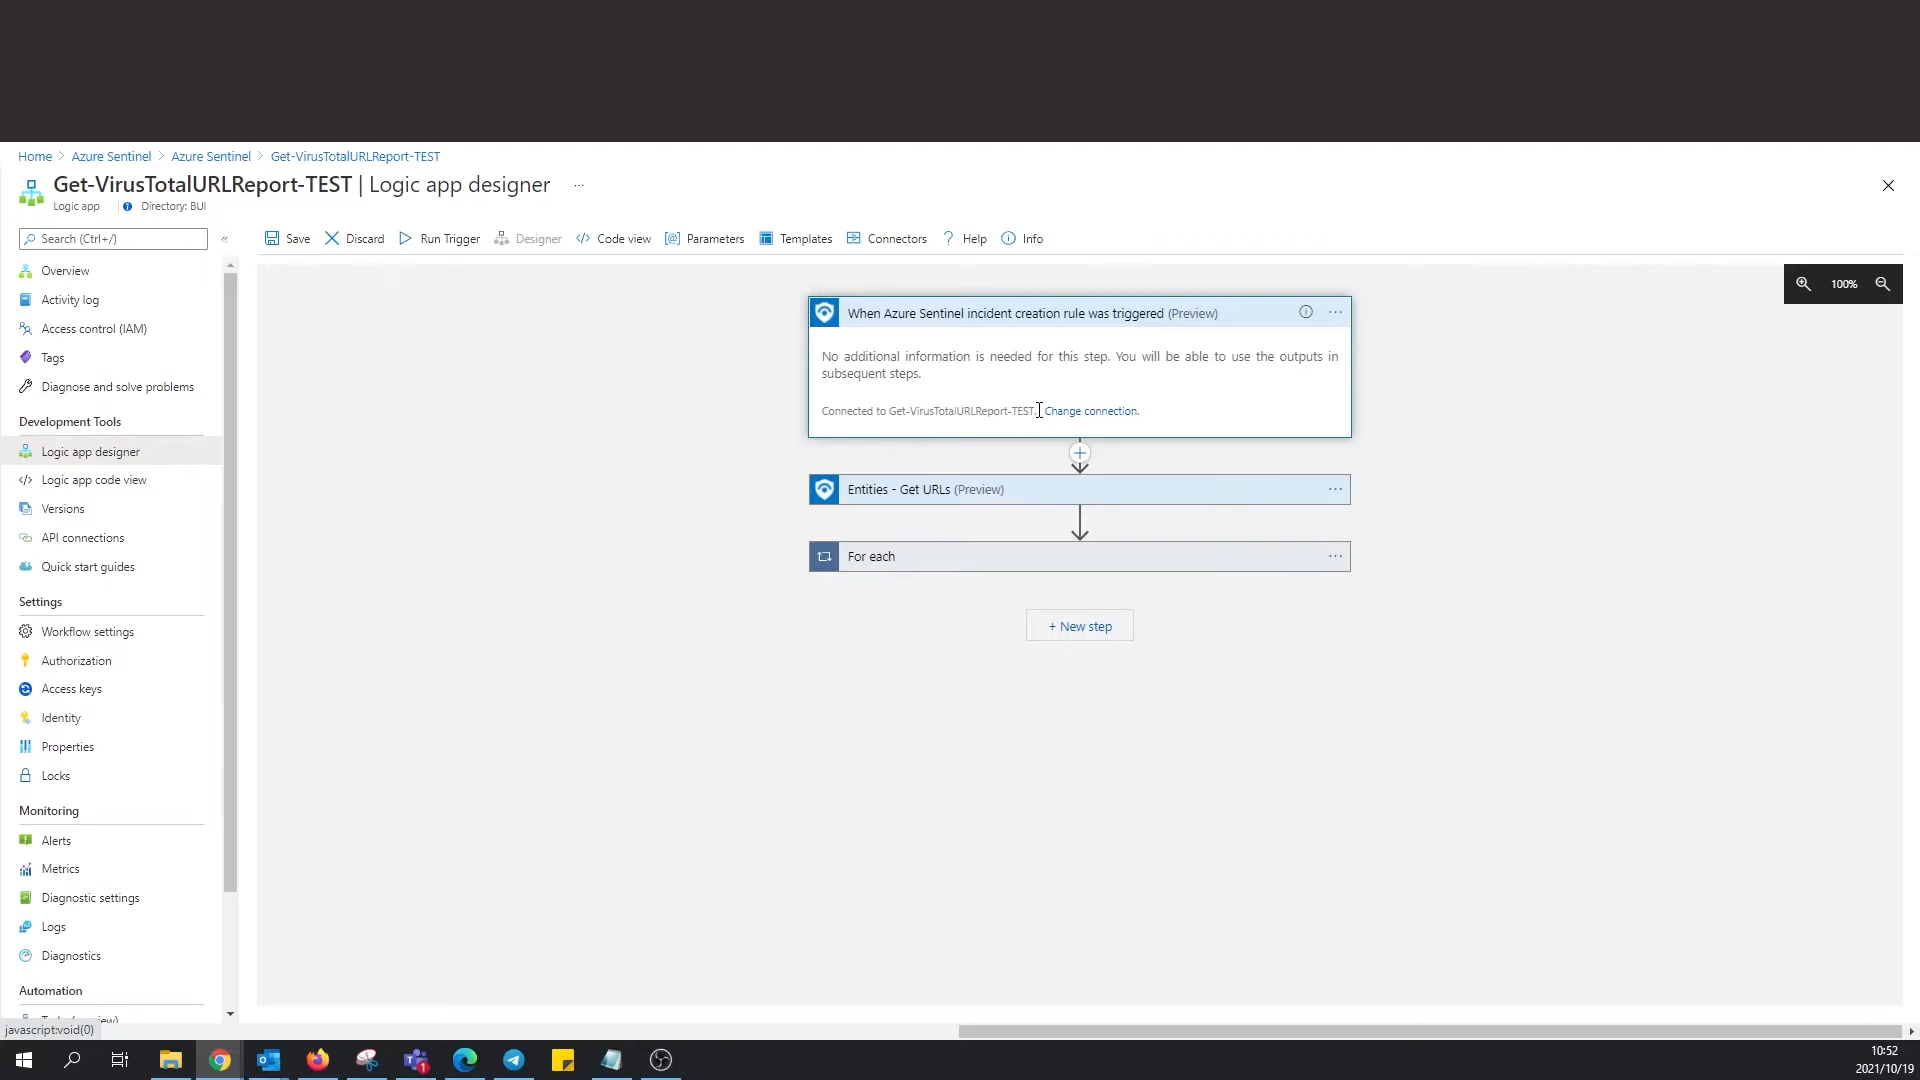 Home > Azure Sentinel > Azure Sentinel > Get-VirusTotalURLReport-TEST
Get-VirusTotalURLReport-TEST | Logic app designer ...
Logic app Directory: BUI
Search (Ctrl+/) «
Save Discard Run Trigger Designer Code view Parameters Templates Connectors Help Info
Overview
Activity log
Access control (IAM)
Tags
Diagnose and solve problems
Development Tools
Logic app designer
Logic app code view
Versions
API connections
Quick start guides
Settings
Workflow settings
Authorization
Access keys
Identity
Properties
Locks
Monitoring
Alerts
Metrics
Diagnostic settings
Logs
Diagnostics
Automation
javascript:void(0)
100%
When Azure Sentinel incident creation rule was triggered (Preview)
No additional information is needed for this step. You will be able to use the outputs in
subsequent steps.
Connected to Get-VirusTotalURLReport-TEST. Change connection.
Entities - Get URLs (Preview)
For each
+ New step
1
10:52
2021/10/19